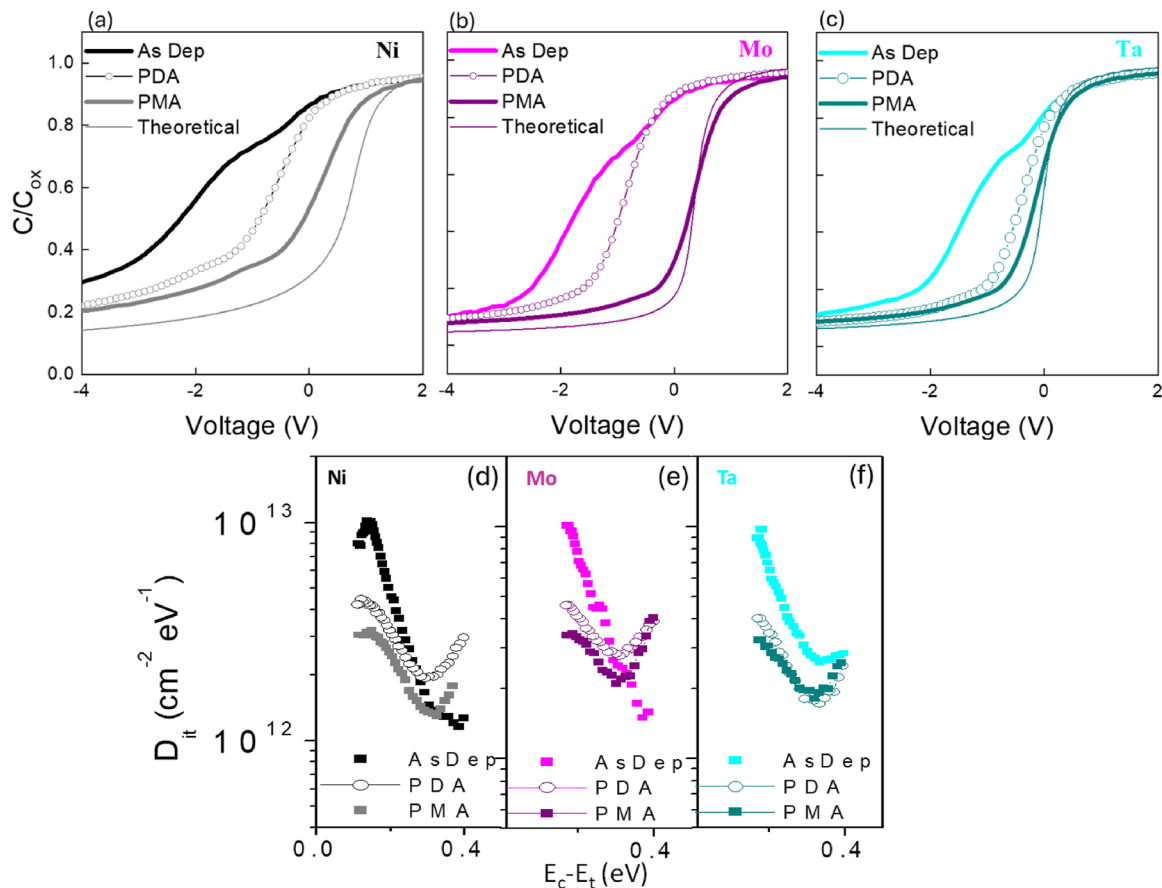 (a)
As Dep
PDA
PMA
Theoretical
Ni
1.0
0.8
0.6
0.4
0.2
0.0
C/Cox
-4
-2
0
2
Voltage (V)
(b)
As Dep
PDA
PMA
Theoretical
Mo
-4
-2
0
2
Voltage (V)
(c)
As Dep
PDA
PMA
Theoretical
Ta
-4
-2
0
2
Voltage (V)
Ni
(d)
10^13
10^12
Dit (cm^-2 eV^-1)
AsDep
PDA
PMA
0.0
0.4
Mo
(e)
AsDep
PDA
PMA
0.4
Ta
(f)
AsDep
PDA
PMA
0.4
Ec-Et (eV)